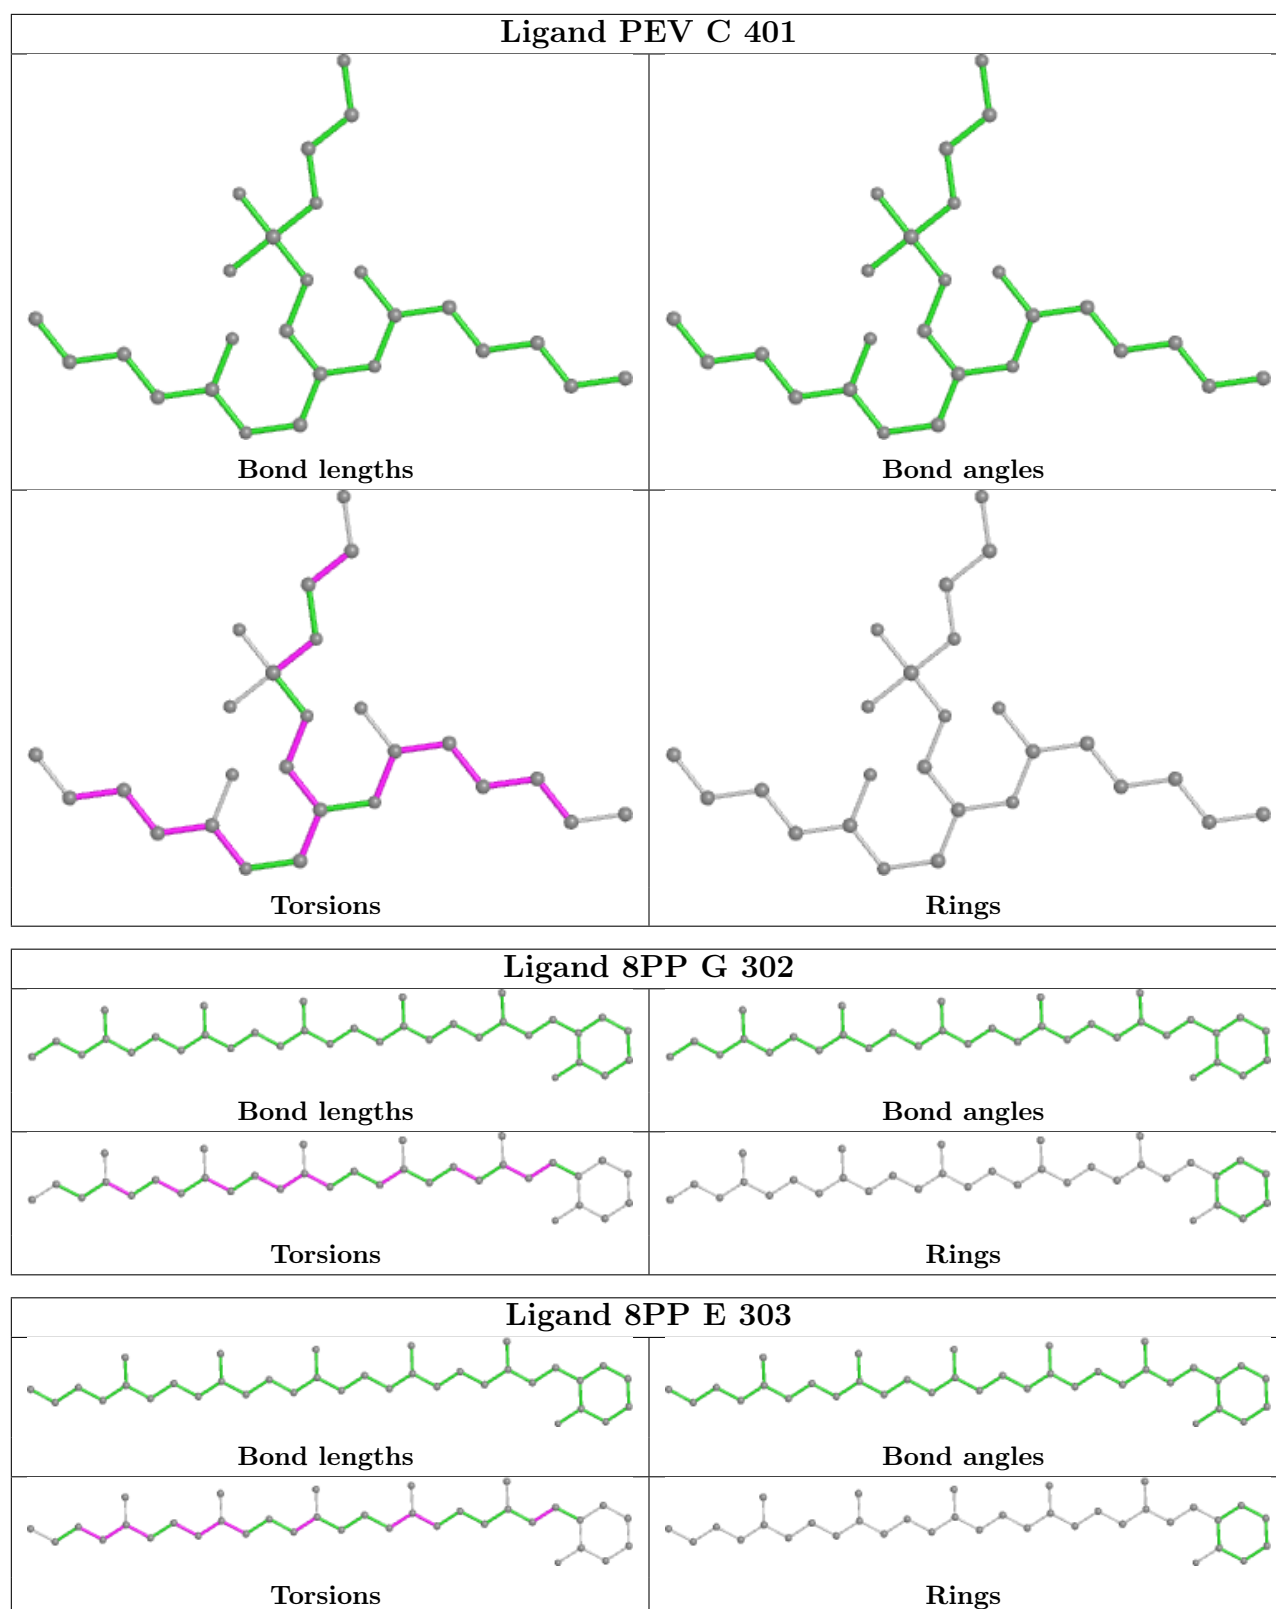 Ligand PEV C 401
Bond lengths
Bond angles
Torsions
Rings
Ligand 8PP G 302
Bond lengths
Bond angles
Torsions
Rings
Ligand 8PP E 303
Bond lengths
Bond angles
Torsions
Rings